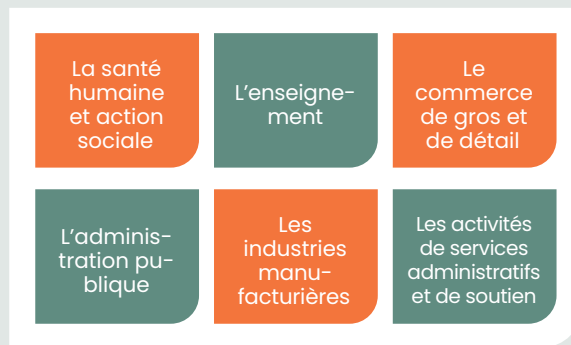 La santé
humaine
et action
sociale
L'enseigne-
ment
Le
commerce
de gros et
de détail
L'adminis-
tration pu-
blique
Les
industries
manu-
facturières
Les activités
de services
administratifs
et de soutien